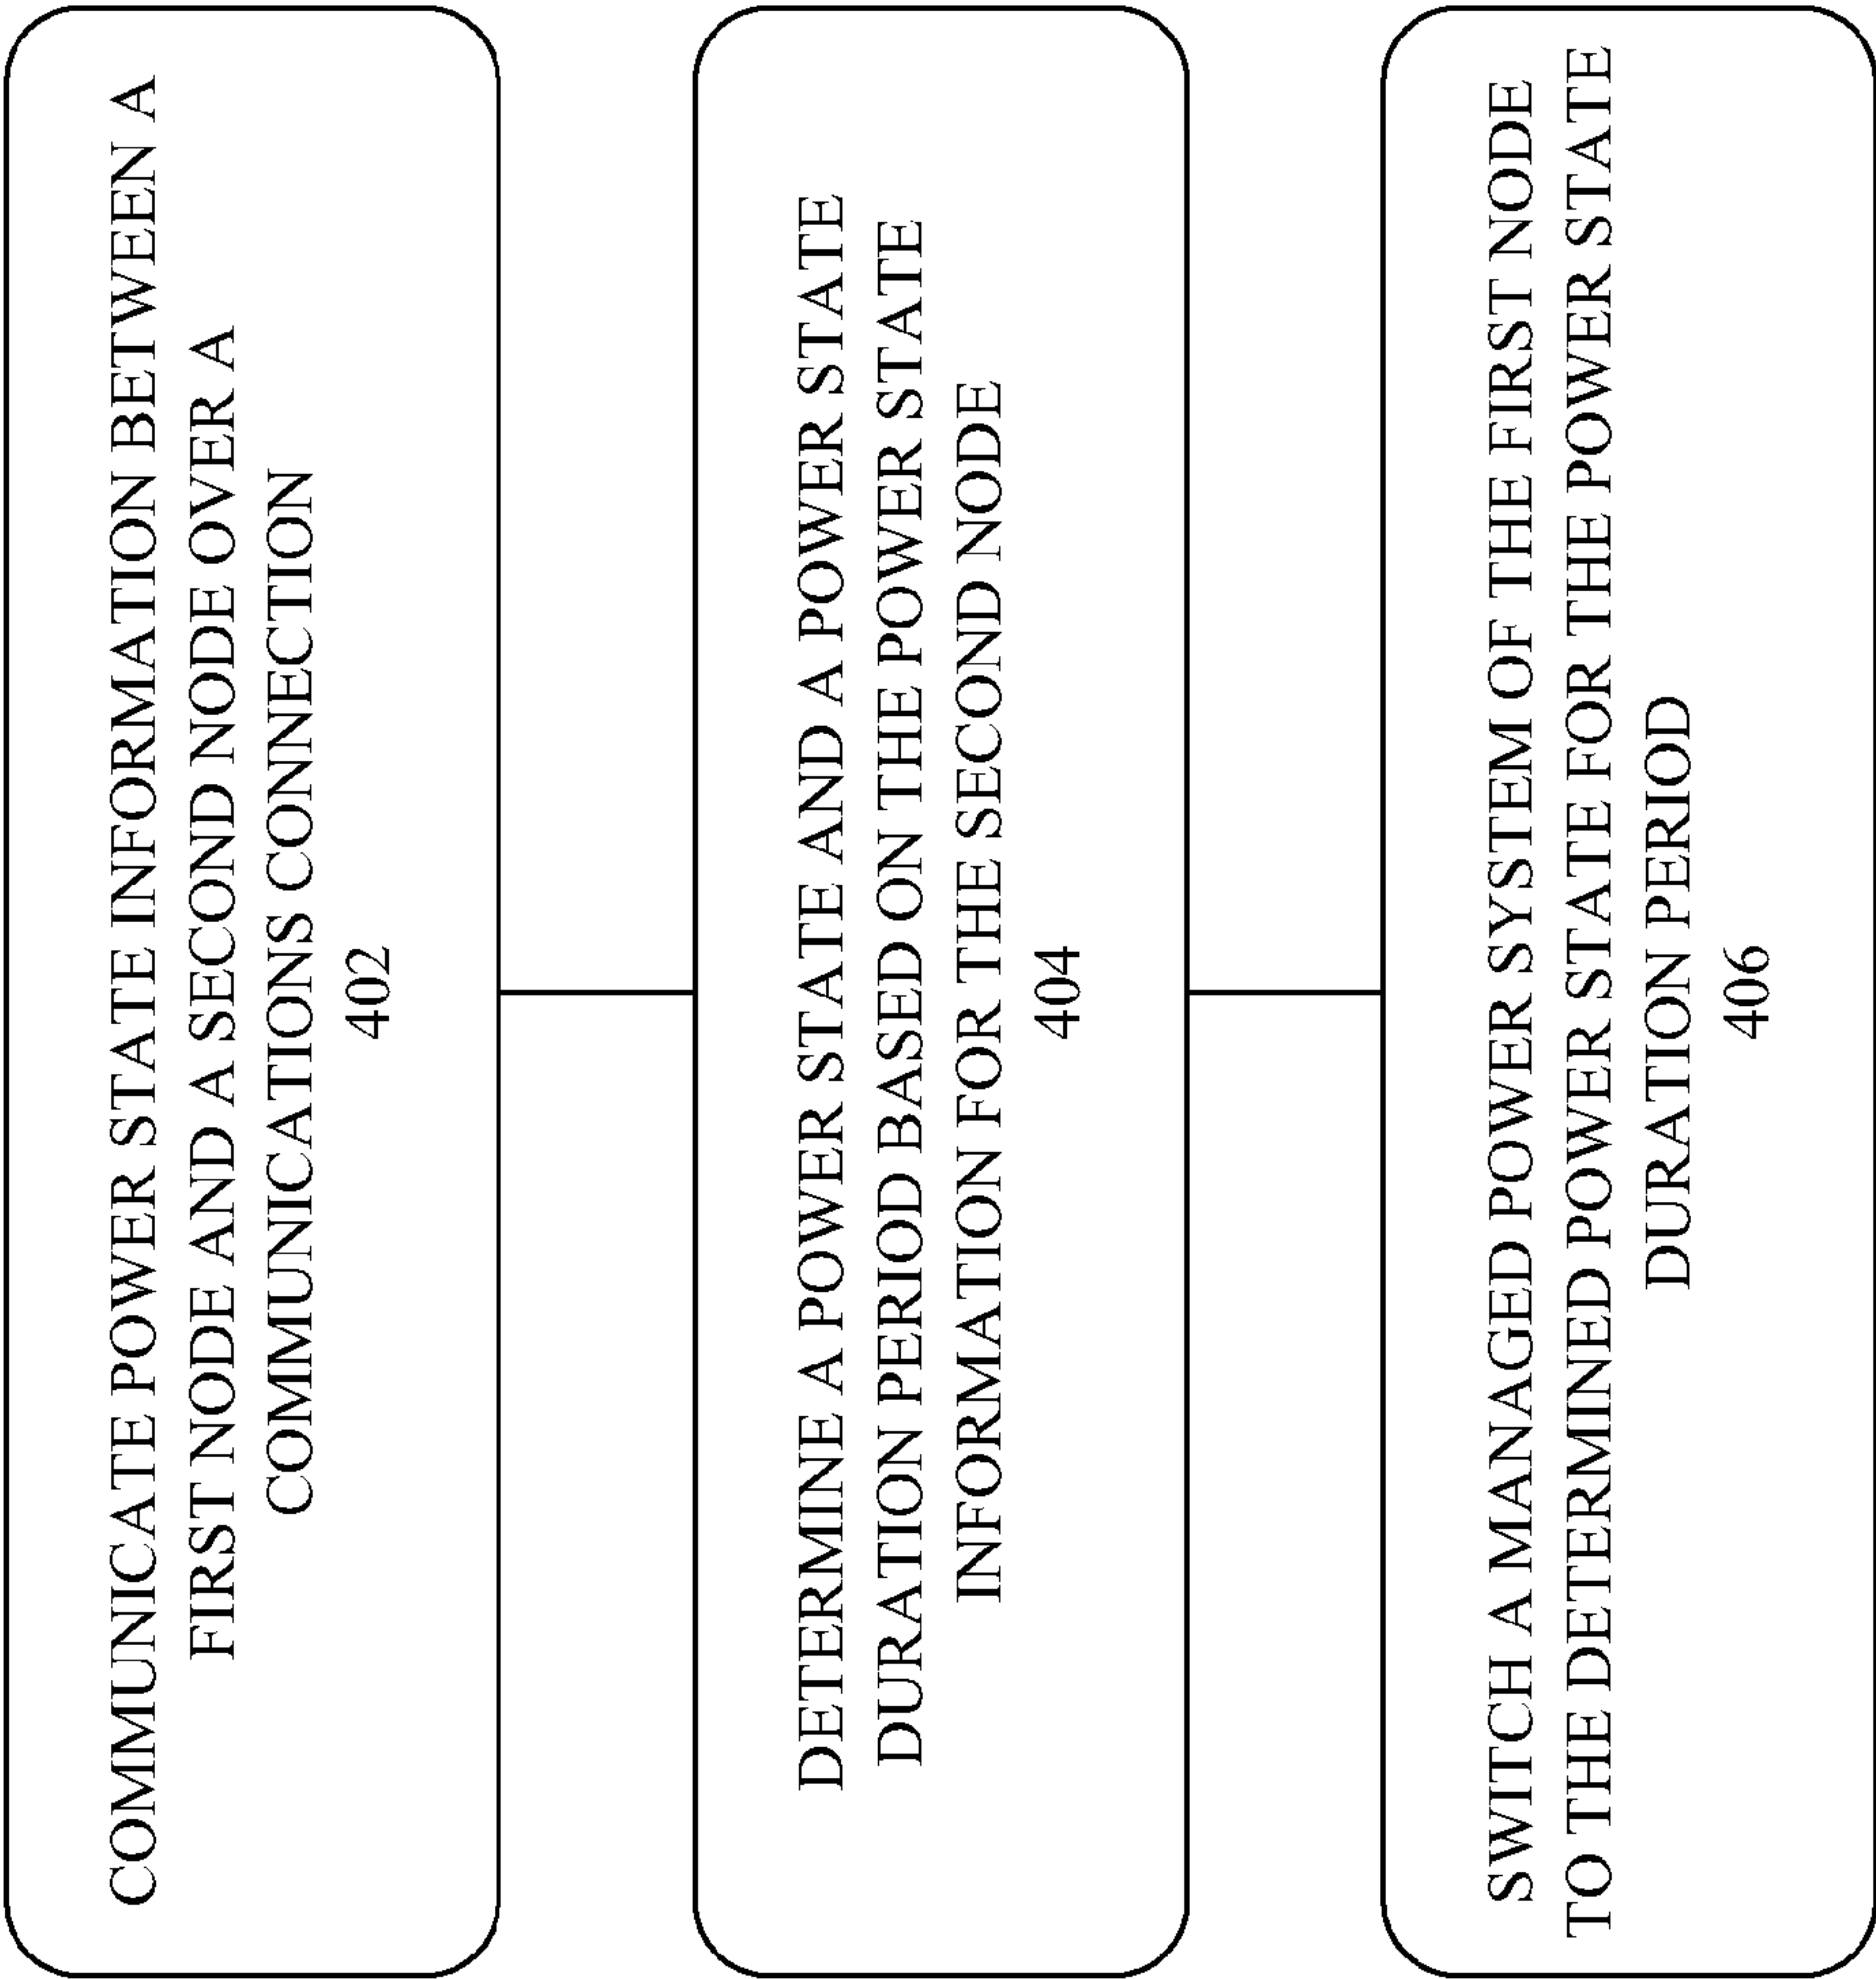 COMMUNICATE POWER STATE INFORMATION BETWEEN A
FIRST NODE AND A SECOND NODE OVER A
COMMUNICATIONS CONNECTION
402
DETERMINE A POWER STATE AND A POWER STATE
DURATION PERIOD BASED ON THE POWER STATE
INFORMATION FOR THE SECOND NODE
404
SWITCH A MANAGED POWER SYSTEM OF THE FIRST NODE
TO THE DETERMINED POWER STATE FOR THE POWER STATE
DURATION PERIOD
406